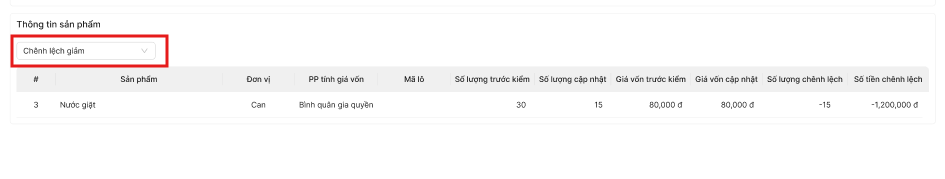 Thông tin sản phẩm
Chênh lệch giảm
# Sản phẩm Đơn vị PP tính giá vốn Mã lô Số lượng trước kiểm Số lượng cập nhật Giá vốn trước kiểm Giá vốn cập nhật Số lượng chênh lệch Số tiền chênh lệch
3 Nước giặt Can Bình quân gia quyền 30 15 80,000 đ 80,000 đ -15 -1,200,000 đ